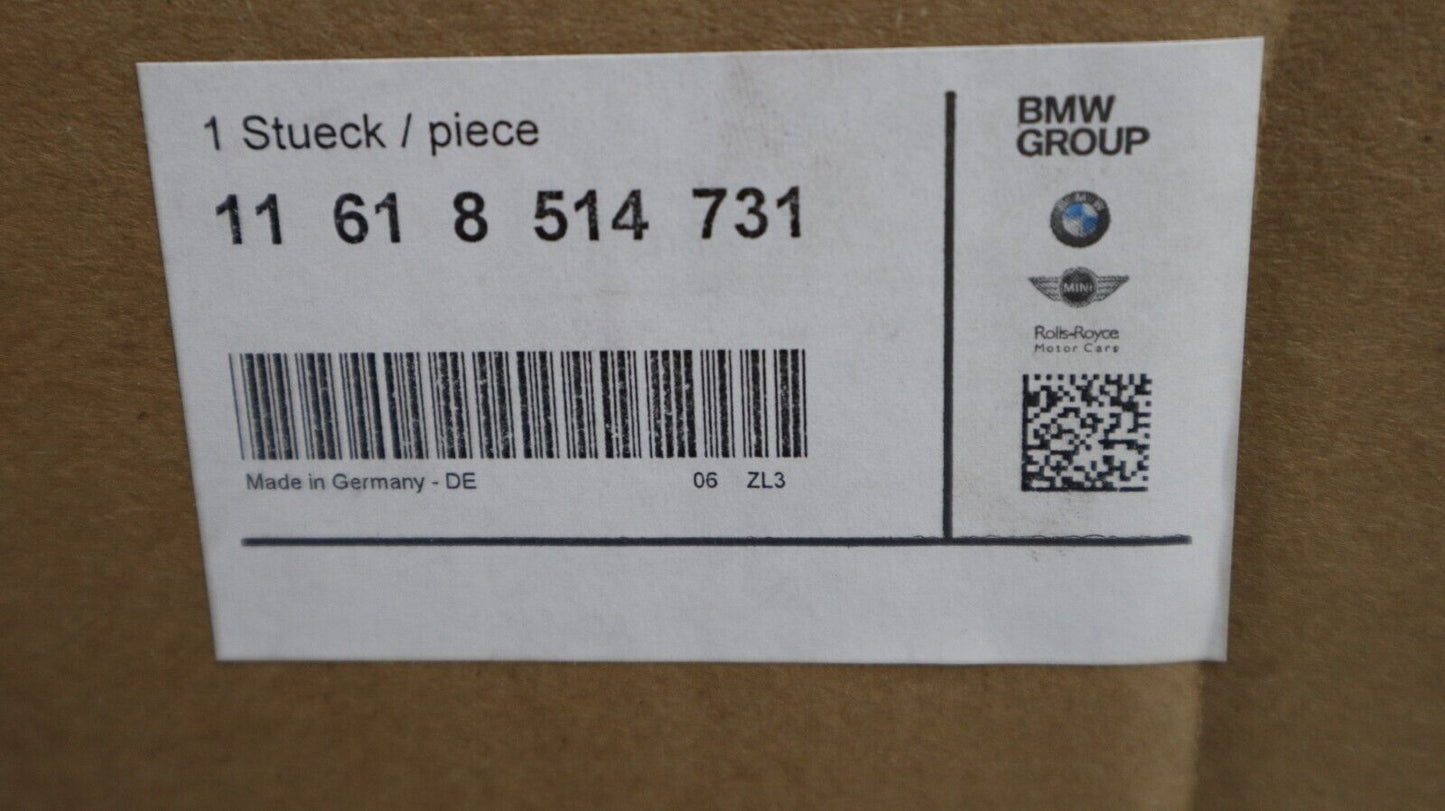 1 Stueck / piece
11 61 8 514 731
Made in Germany - DE 06 ZL3
BMW
GROUP
BMW
MINI
Rolls-Royce
Motor Cars